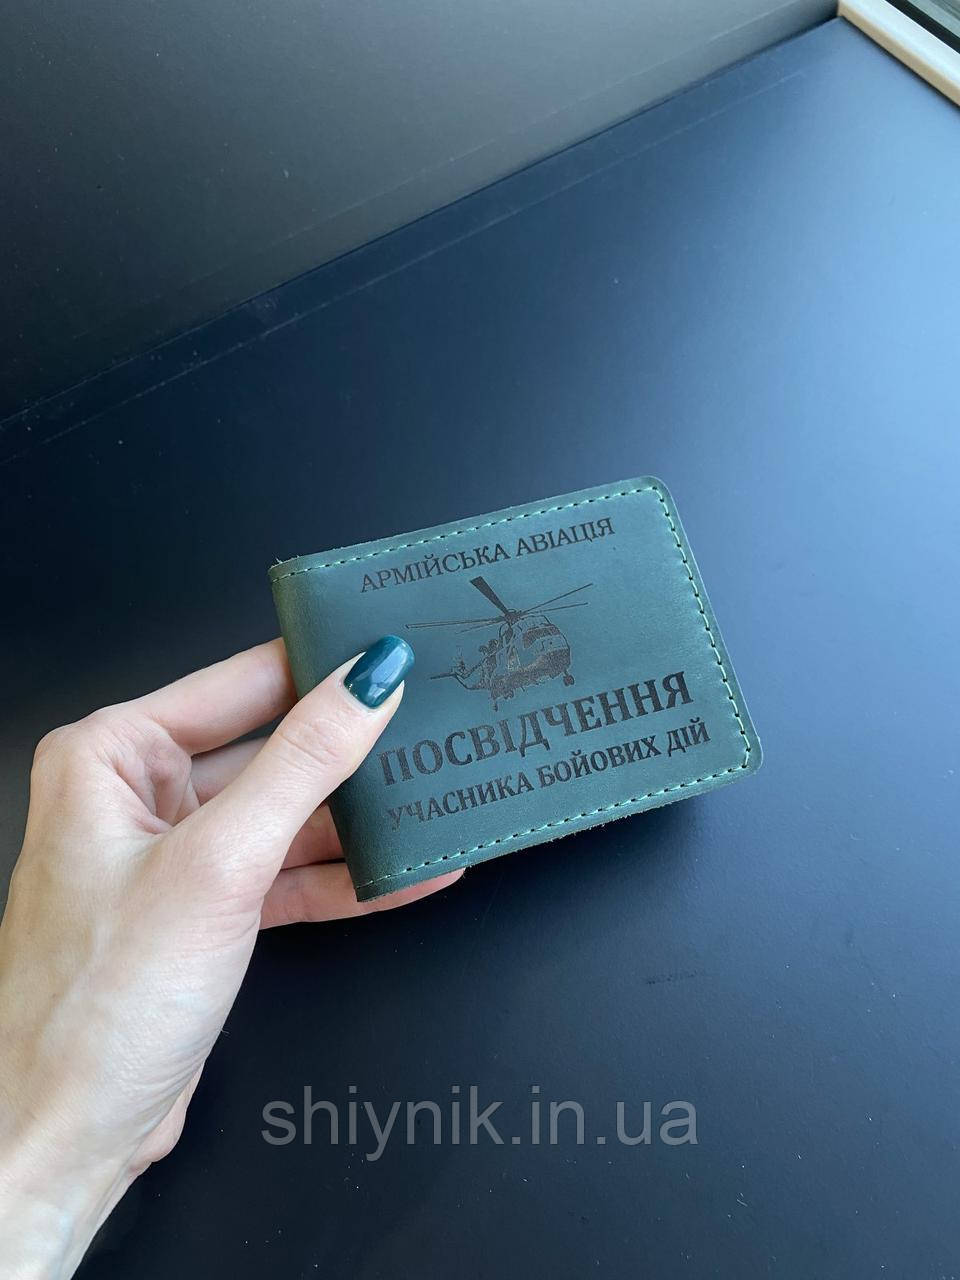 АРМІЙСЬКА АВІАЦІЯ
ПОСВІДЧЕННЯ
УЧАСНИКА БОЙОВИХ ДІЙ
shiynik.in.ua